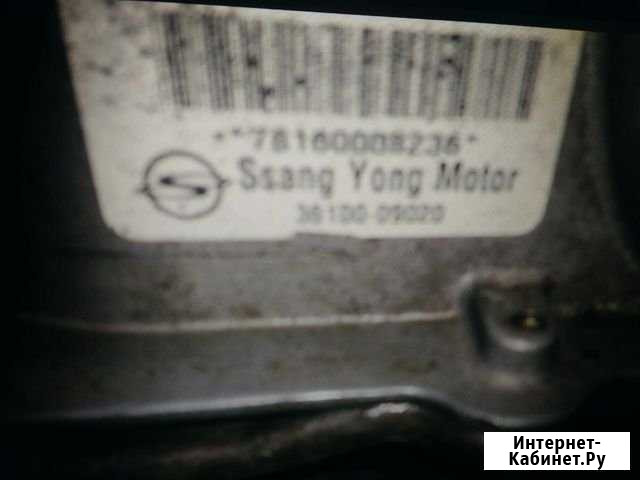 **78160008236*
Ssang Yong Motor
36100-09020
Интернет-
Кабинет.Ру